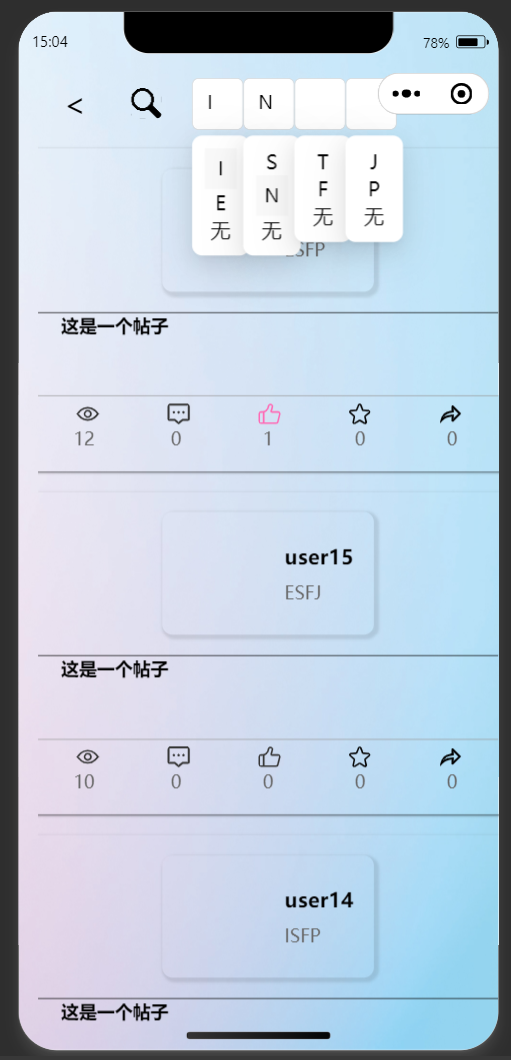 15:04
78%
<
I N
I S T J
E N F P
无 无 无 无
ESFP
这是一个帖子
12 0 1 0 0
user15
ESFJ
这是一个帖子
10 0 0 0 0
user14
ISFP
这是一个帖子